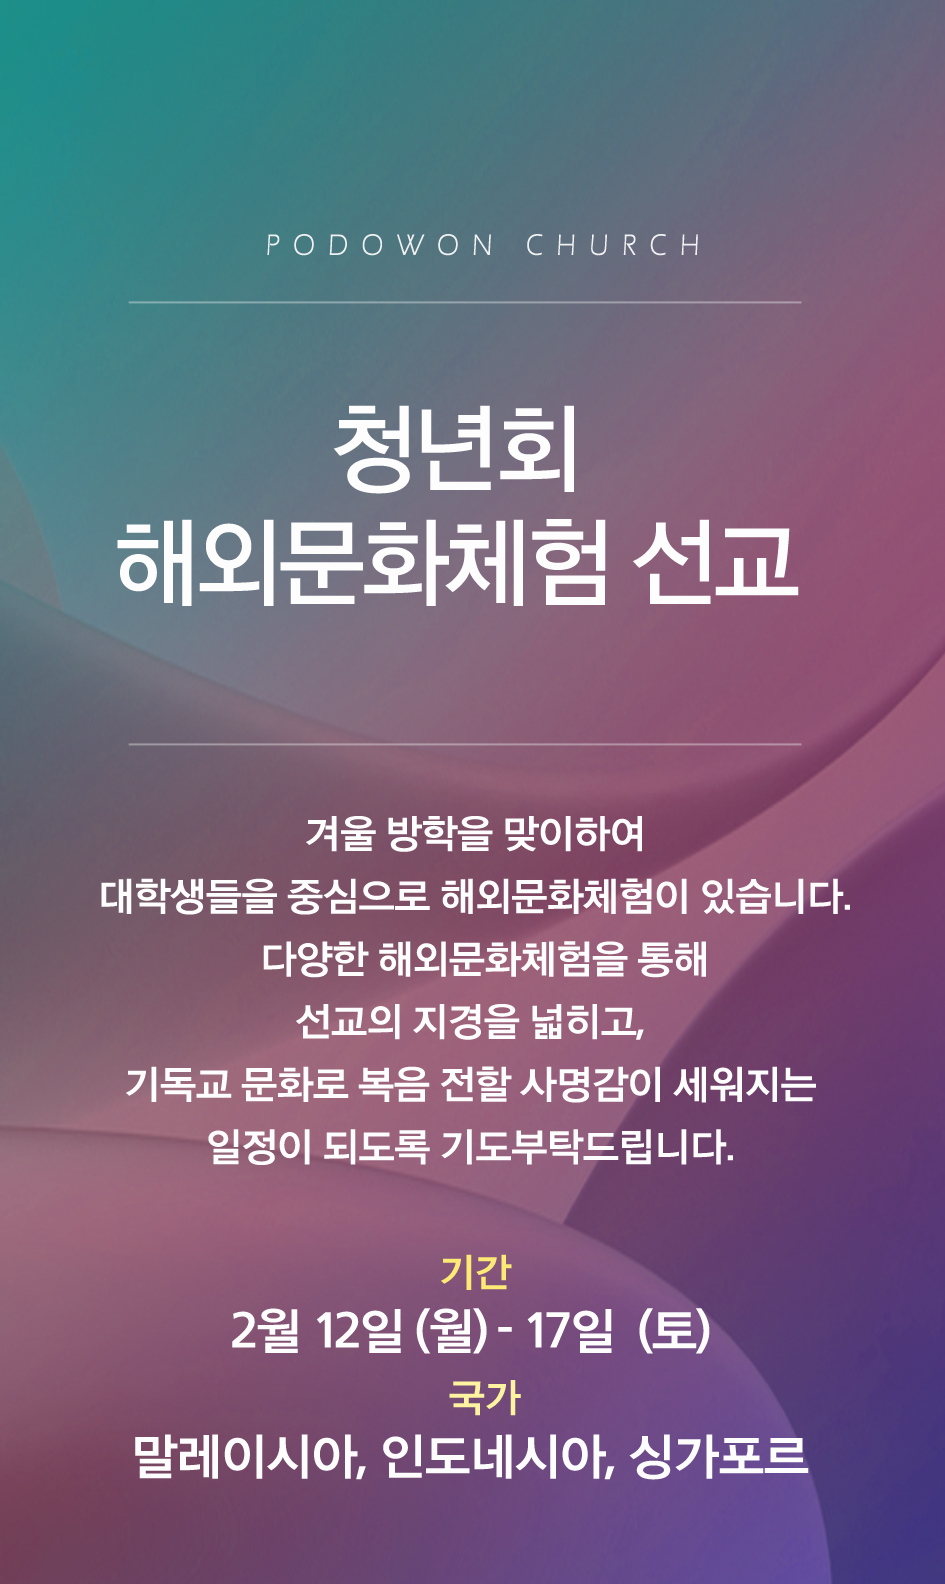 PODOWON CHURCH
청년회
해외문화체험 선교
겨울 방학을 맞이하여
대학생들을 중심으로 해외문화체험이 있습니다.
다양한 해외문화체험을 통해
선교의 지경을 넓히고,
기독교 문화로 복음 전할 사명감이 세워지는
일정이 되도록 기도부탁드립니다.
기간
2월 12일 (월) - 17일 (토)
국가
말레이시아, 인도네시아, 싱가포르